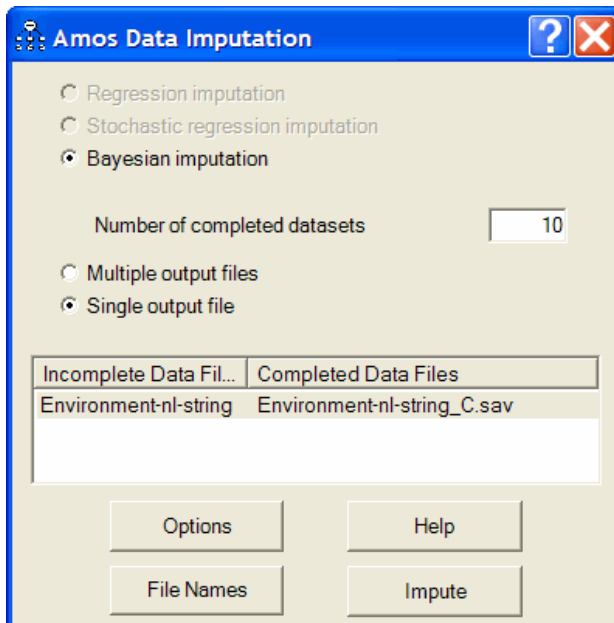 Amos Data Imputation
Regression imputation
Stochastic regression imputation
Bayesian imputation
Number of completed datasets 10
Multiple output files
Single output file
Incomplete Data Fil... Completed Data Files
Environment-nl-string Environment-nl-string_C.sav
Options Help
File Names Impute